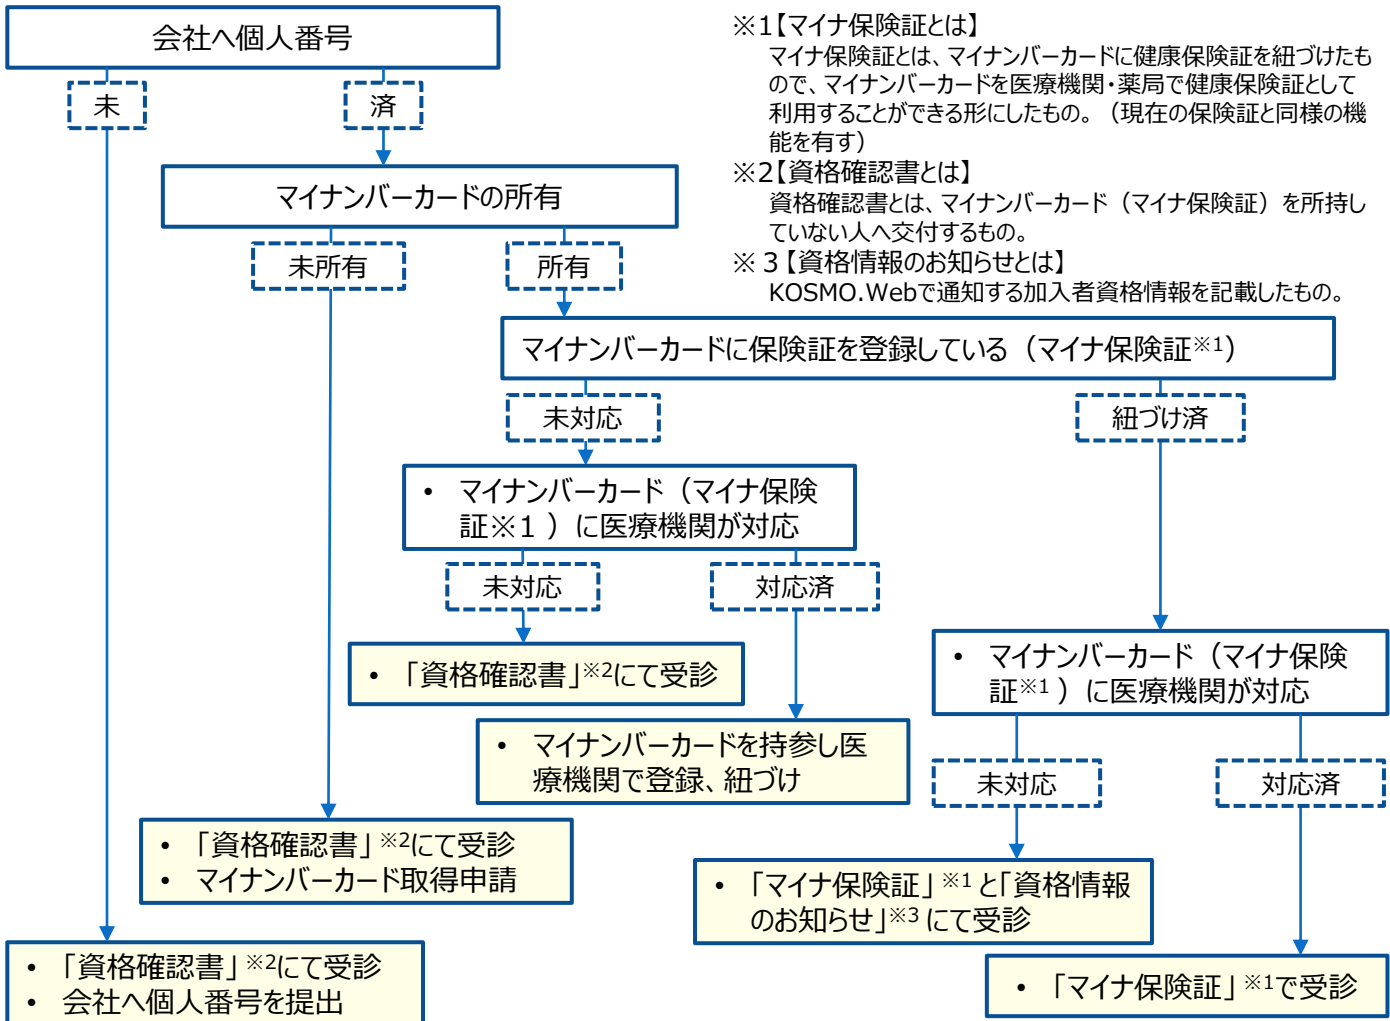 会社へ個人番号
未
済
マイナンバーカードの所有
未所有
所有
※1【マイナ保険証とは】
マイナ保険証とは、マイナンバーカードに健康保険証を紐づけたも
ので、マイナンバーカードを医療機関・薬局で健康保険証として
利用することができる形にしたもの。（現在の保険証と同様の機
能を有す）
※2【資格確認書とは】
資格確認書とは、マイナンバーカード（マイナ保険証）を所持し
ていない人へ交付するもの。
※３【資格情報のお知らせとは】
KOSMO.Webで通知する加入者資格情報を記載したもの。
マイナンバーカードに保険証を登録している（マイナ保険証※1）
未対応
紐づけ済
• マイナンバーカード（マイナ保険
証※１）に医療機関が対応
未対応
対応済
• 「資格確認書」※2にて受診
• マイナンバーカードを持参し医
療機関で登録、紐づけ
• マイナンバーカード（マイナ保険
証※1）に医療機関が対応
未対応
対応済
• 「資格確認書」※2にて受診
• マイナンバーカード取得申請
• 「マイナ保険証」※1と「資格情報
のお知らせ」※3にて受診
• 「資格確認書」※2にて受診
• 会社へ個人番号を提出
• 「マイナ保険証」※1で受診